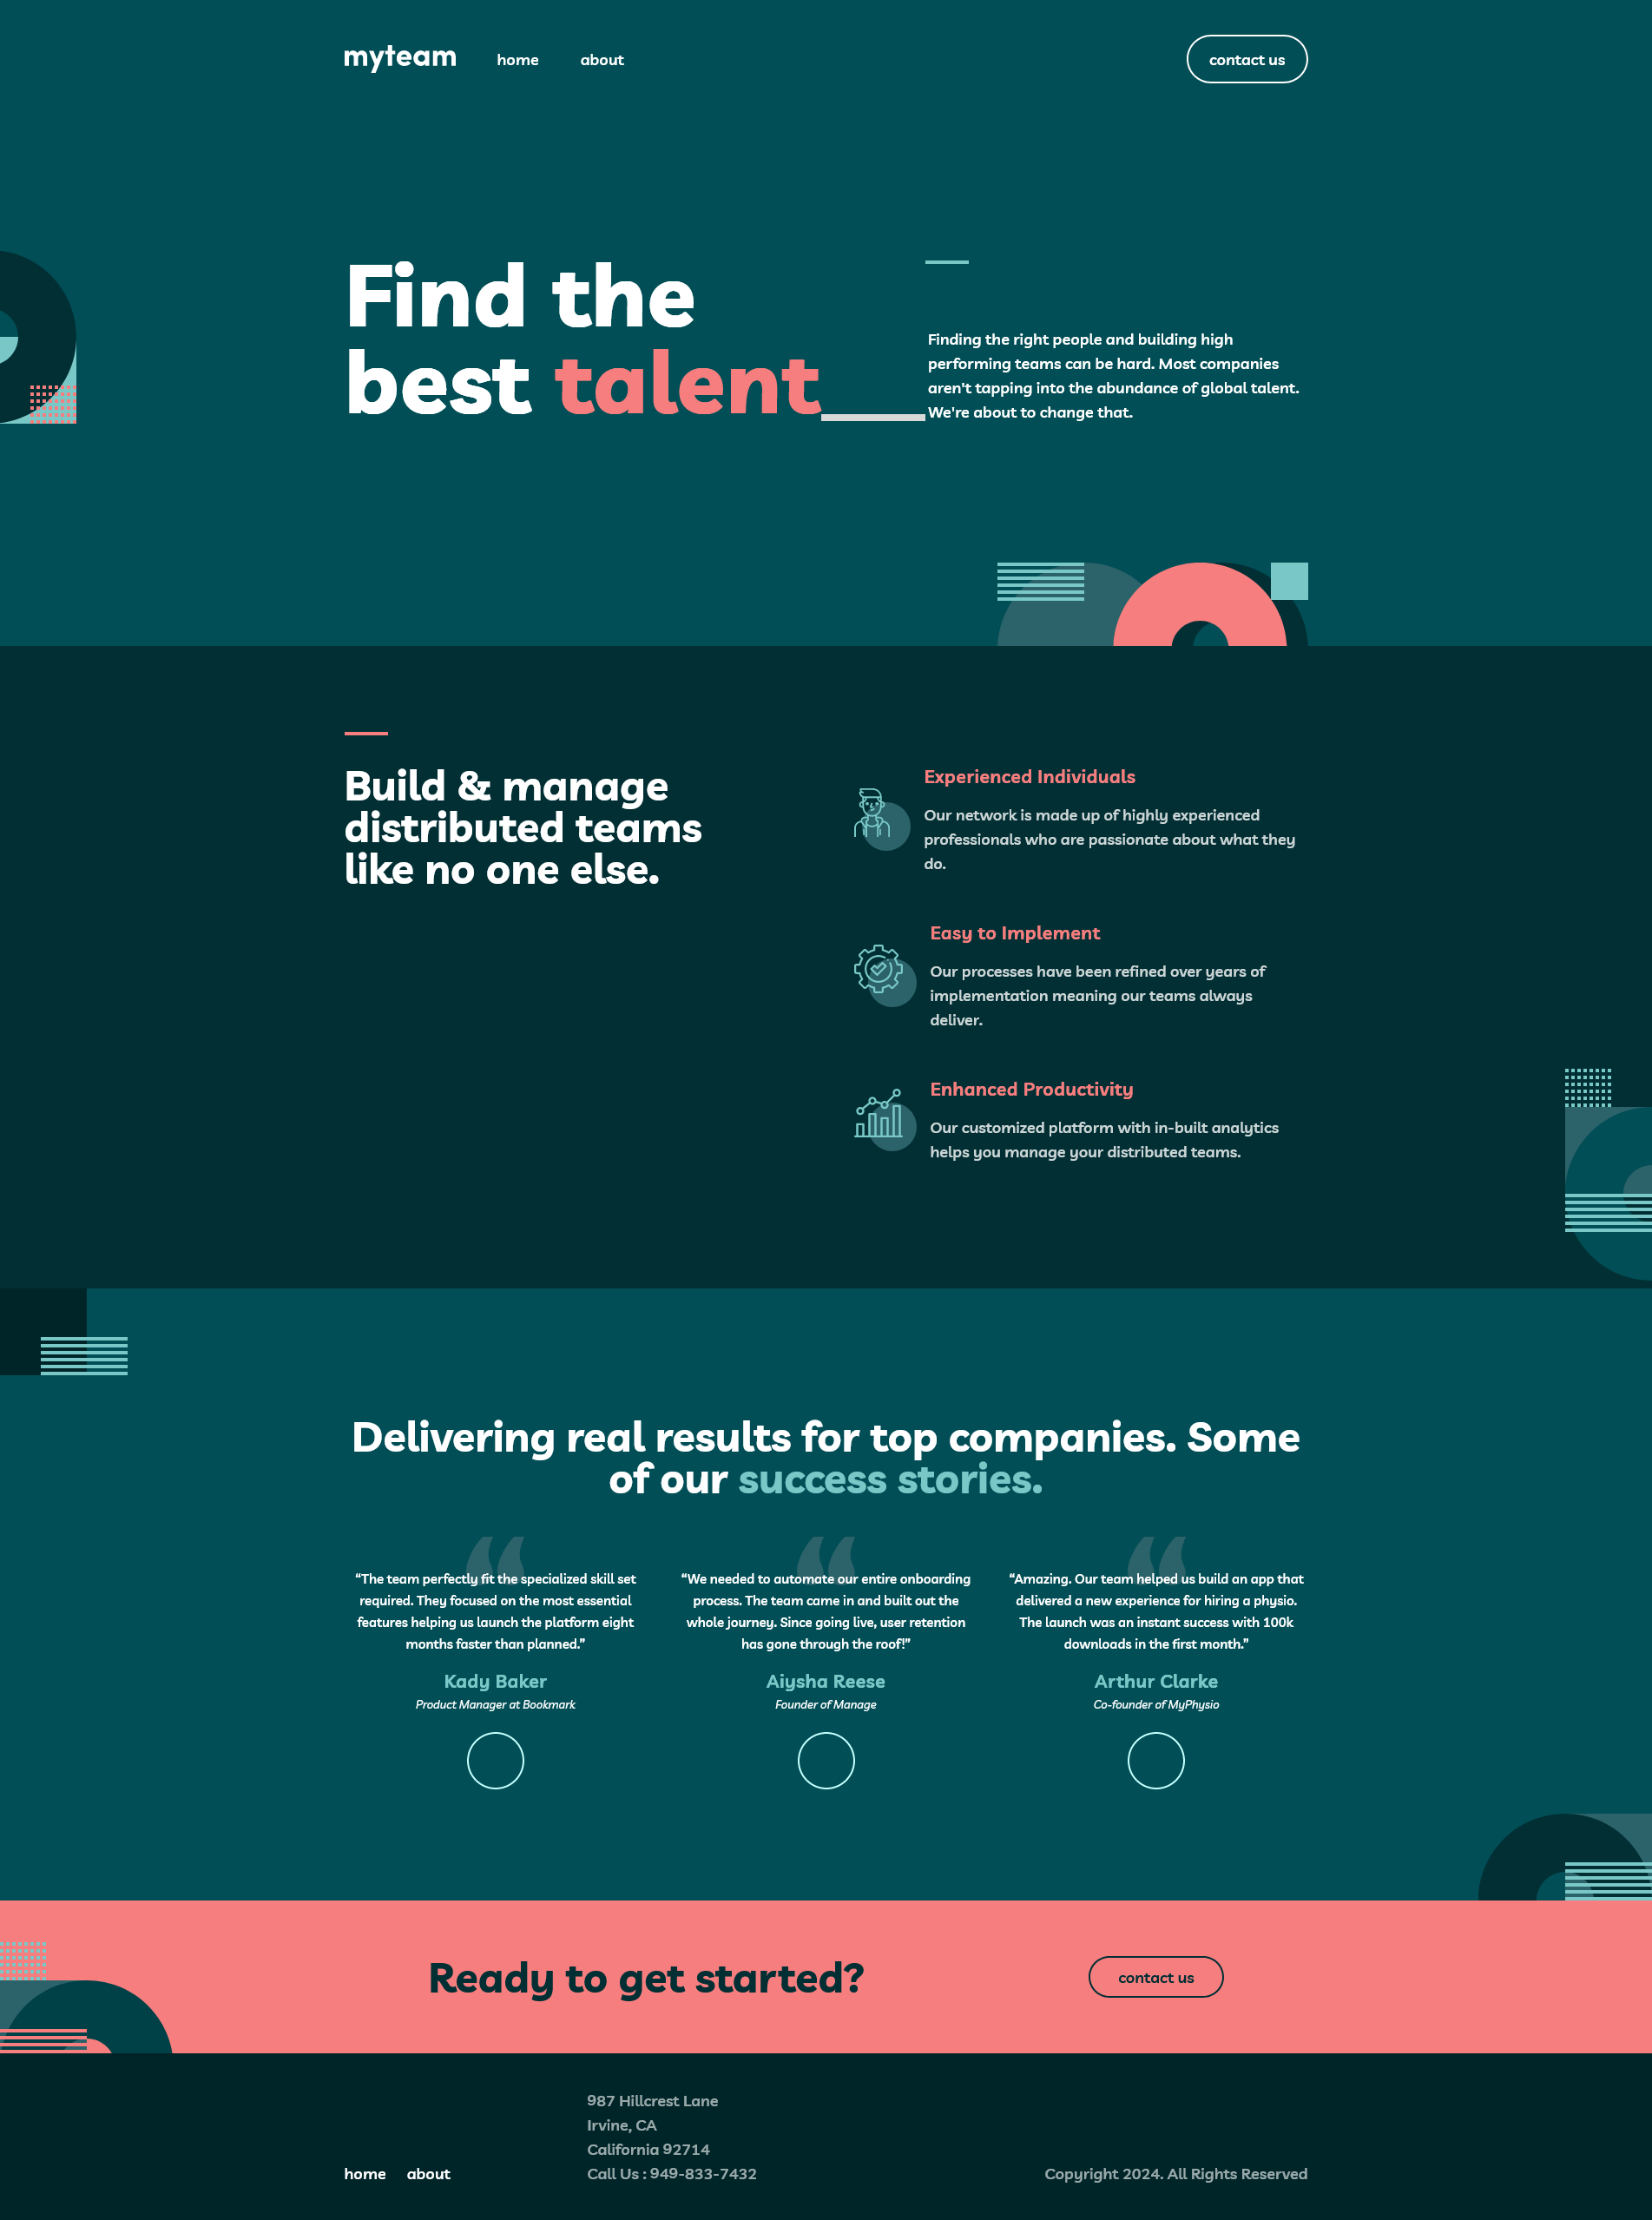 myteam
home
about
contact us
Find the
best talent
Finding the right people and building high
performing teams can be hard. Most companies
aren't tapping into the abundance of global talent.
We're about to change that.
Build & manage
distributed teams
like no one else.
Experienced Individuals
Our network is made up of highly experienced
professionals who are passionate about what they
do.
Easy to Implement
Our processes have been refined over years of
implementation meaning our teams always
deliver.
Enhanced Productivity
Our customized platform with in-built analytics
helps you manage your distributed teams.
Delivering real results for top companies. Some
of our success stories.
“The team perfectly fit the specialized skill set
required. They focused on the most essential
features helping us launch the platform eight
months faster than planned.”
Kady Baker
Product Manager at Bookmark
“We needed to automate our entire onboarding
process. The team came in and built out the
whole journey. Since going live, user retention
has gone through the roof!”
Aiysha Reese
Founder of Manage
“Amazing. Our team helped us build an app that
delivered a new experience for hiring a physio.
The launch was an instant success with 100k
downloads in the first month.”
Arthur Clarke
Co-founder of MyPhysio
Ready to get started?
contact us
home
about
987 Hillcrest Lane
Irvine, CA
California 92714
Call Us : 949-833-7432
Copyright 2024. All Rights Reserved